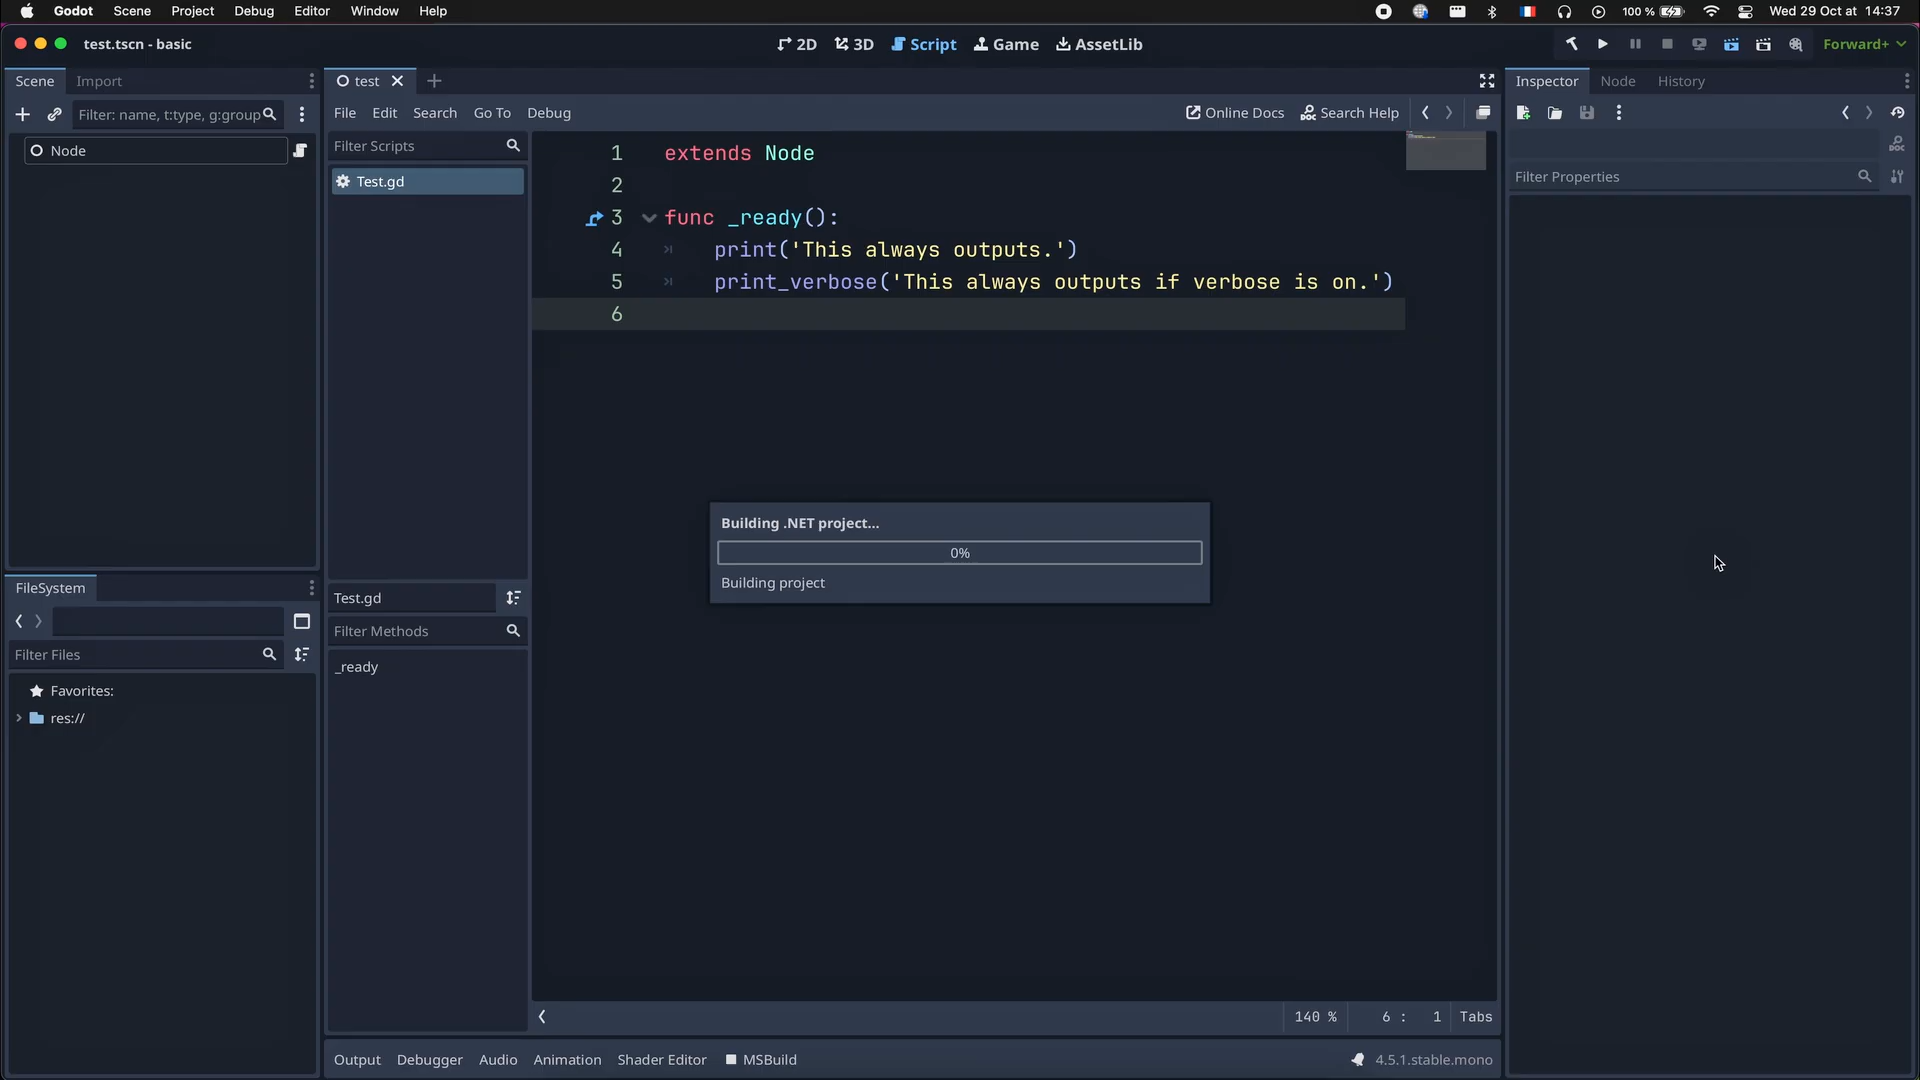 Godot Scene Project Debug Editor Window Help 100 % Wed 29 Oct at 14:37
test.tscn - basic 2D 3D Script Game AssetLib Forward+
Scene Import test Inspector Node History
Filter: name, t:type, g:group File Edit Search Go To Debug Online Docs Search Help
Node
Filter Scripts
Test.gd
Filter Properties
1 extends Node
2
3 func _ready():
4 print('This always outputs.')
5 print_verbose('This always outputs if verbose is on.')
6
Building .NET project...
0%
Building project
FileSystem
Filter Files
Favorites:
res://
Test.gd
Filter Methods
_ready
140 % 6 : 1 Tabs
Output Debugger Audio Animation Shader Editor MSBuild 4.5.1.stable.mono